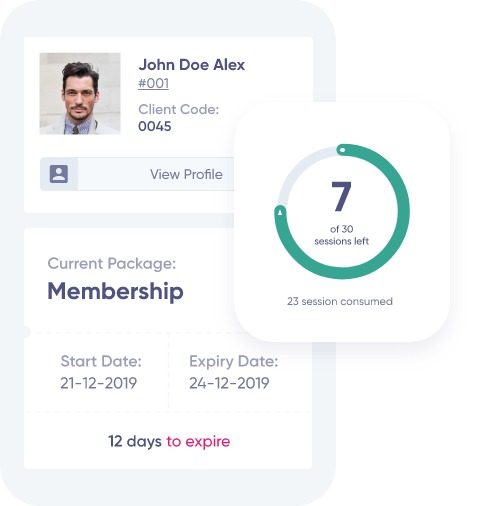 John Doe Alex
#001
Client Code:
0045
View Profile
7
of 30
sessions left
23 session consumed
Current Package:
Membership
Start Date:
21-12-2019
Expiry Date:
24-12-2019
12 days to expire